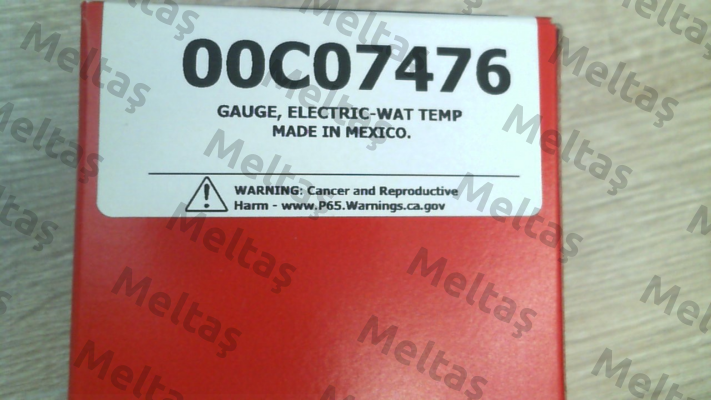 00C07476
GAUGE, ELECTRIC-WAT TEMP
MADE IN MEXICO.
WARNING: Cancer and Reproductive
Harm - www.P65.Warnings.ca.gov
Meltaş